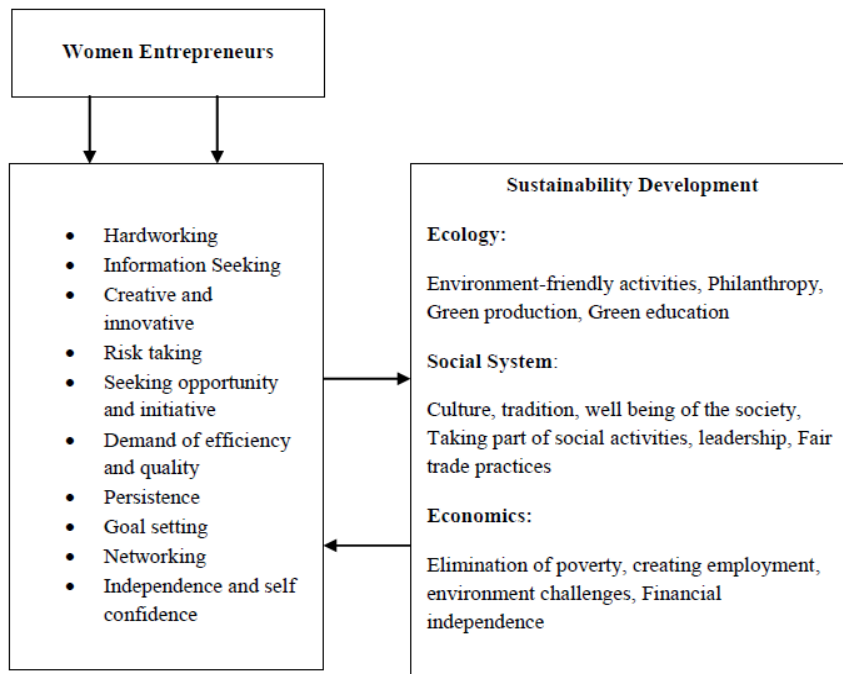 Women Entrepreneurs
• Hardworking
• Information Seeking
• Creative and
innovative
• Risk taking
• Seeking opportunity
and initiative
• Demand of efficiency
and quality
• Persistence
• Goal setting
• Networking
• Independence and self
confidence
Sustainability Development
Ecology:
Environment-friendly activities, Philanthropy,
Green production, Green education
Social System:
Culture, tradition, well being of the society,
Taking part of social activities, leadership, Fair
trade practices
Economics:
Elimination of poverty, creating employment,
environment challenges, Financial
independence